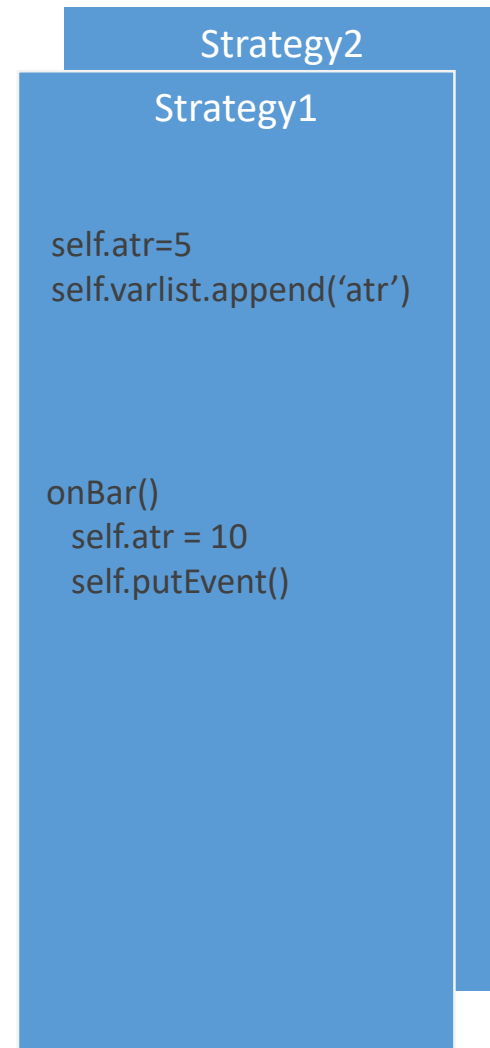 Strategy2
Strategy1
self.atr=5
self.varlist.append(‘atr’)
onBar()
self.atr = 10
self.putEvent()